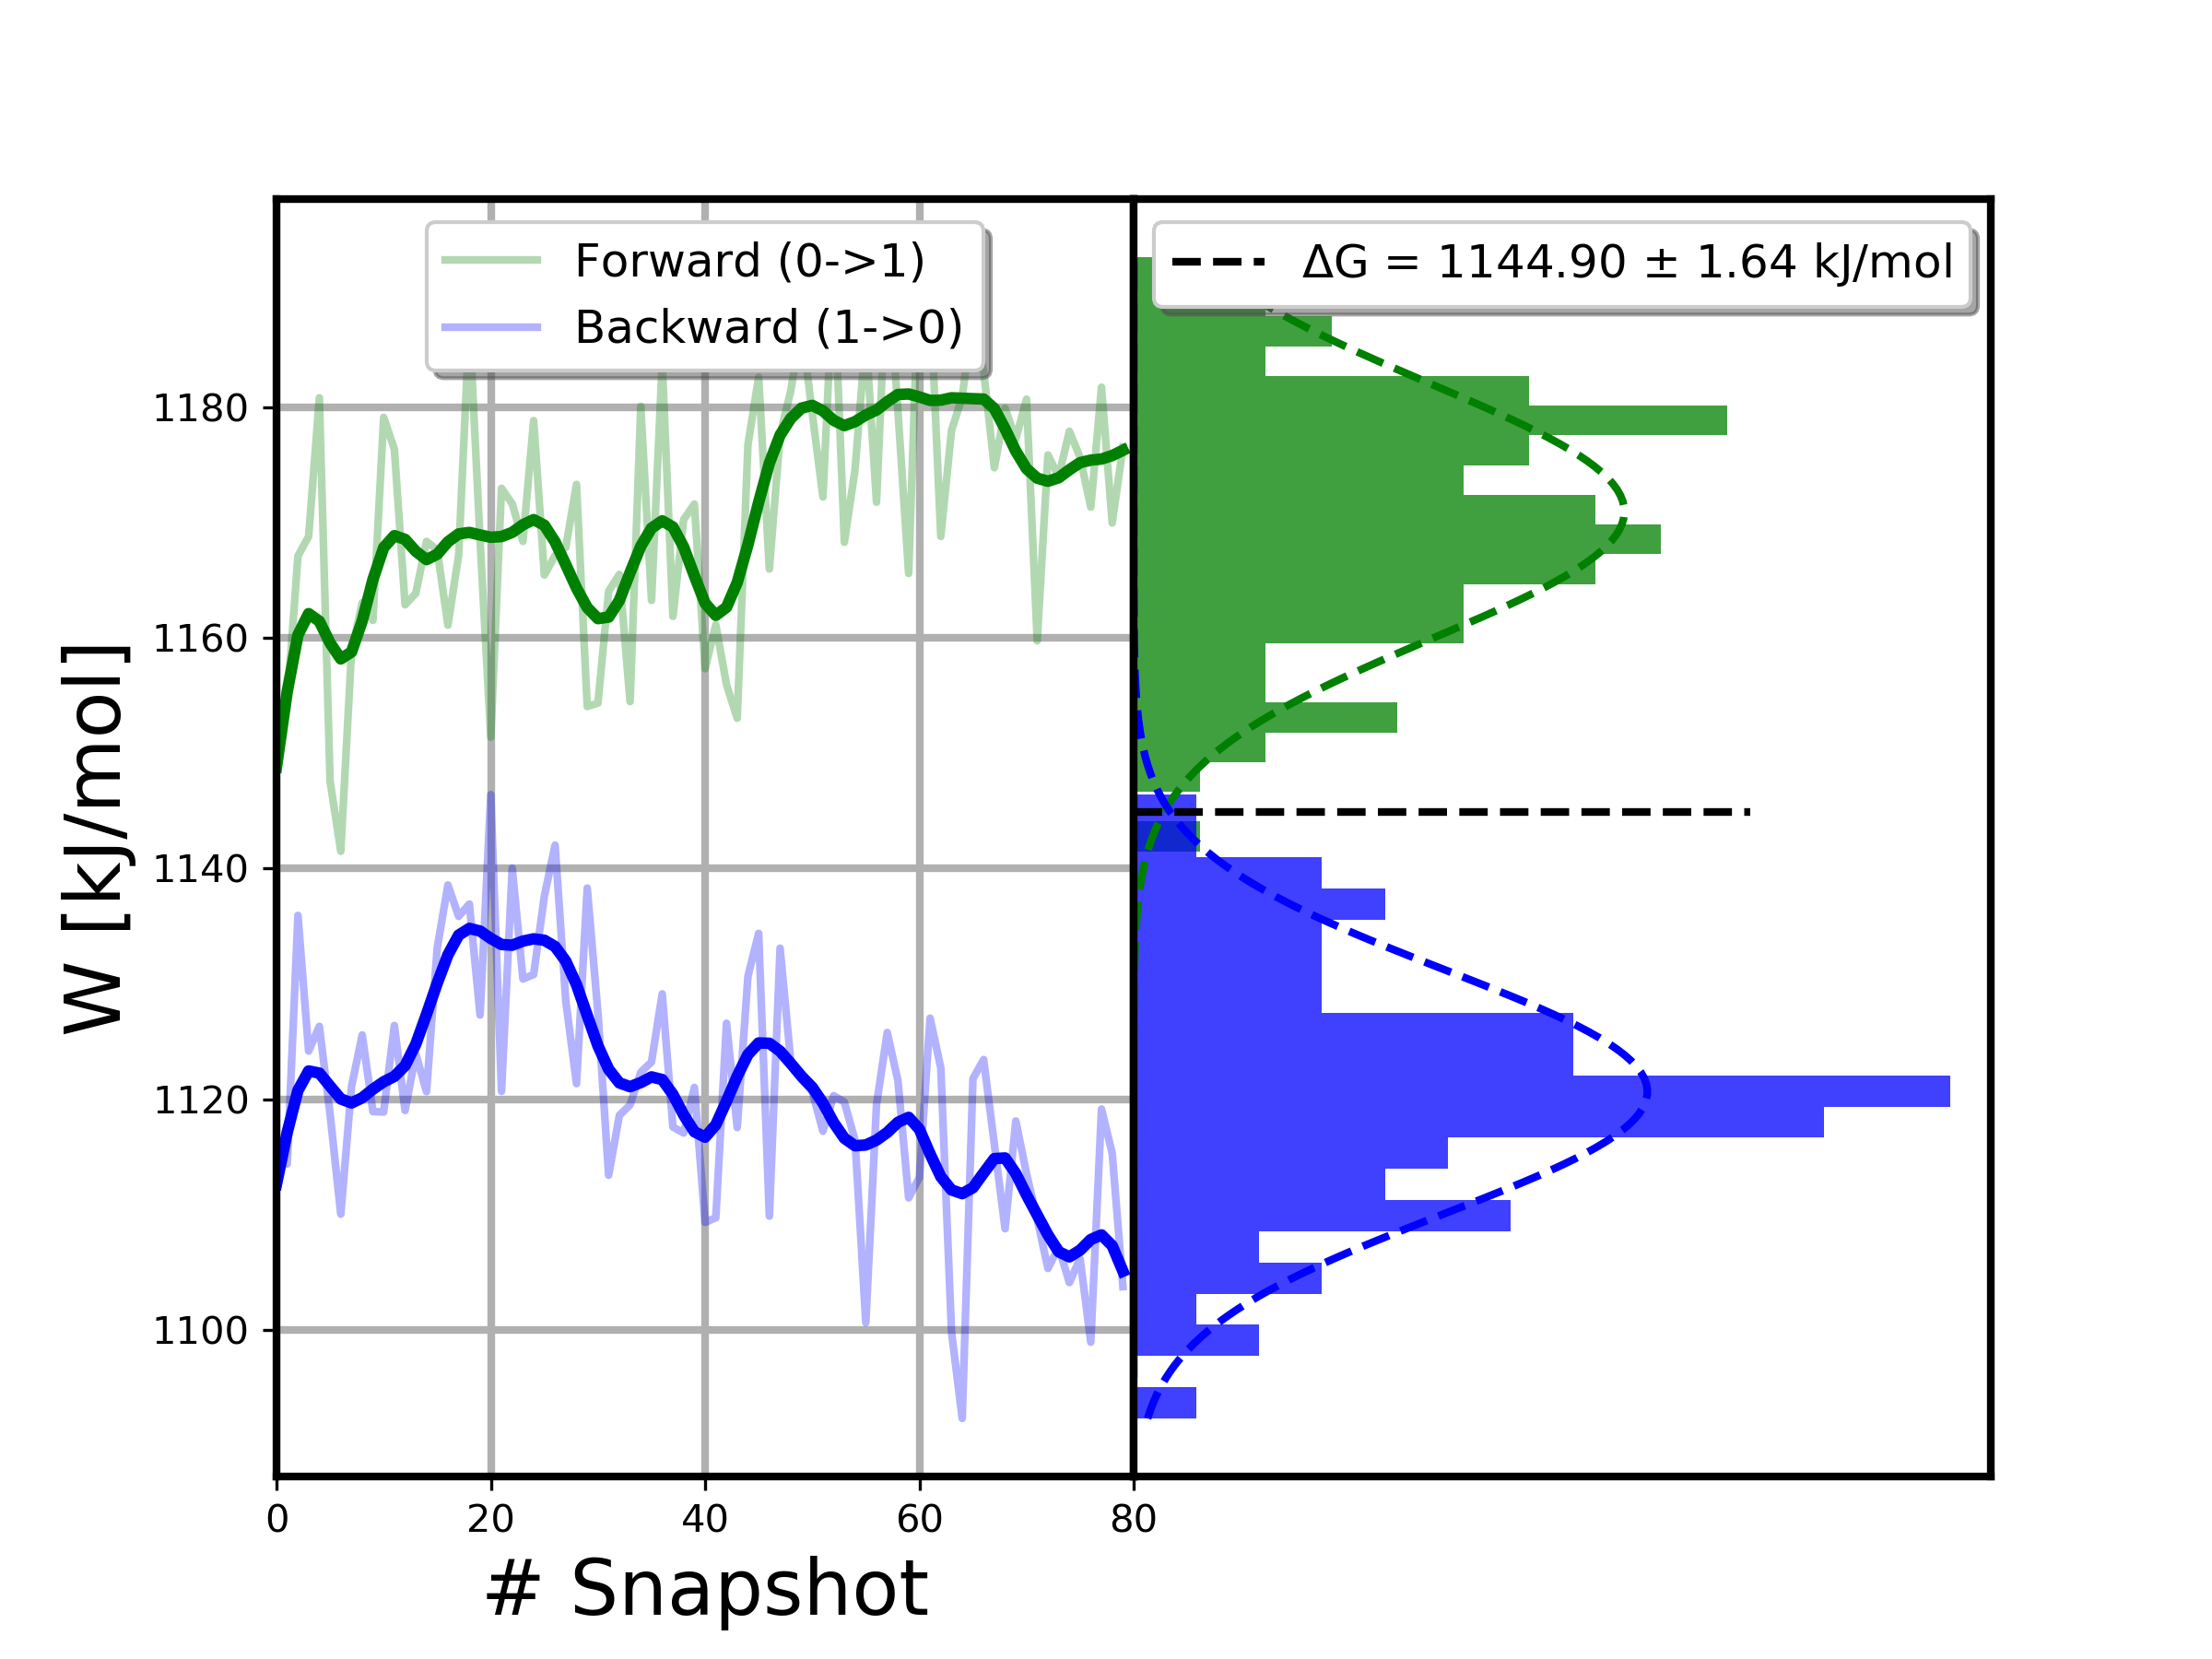 Forward (0->1)
Backward (1->0)
ΔG = 1144.90 ± 1.64 kJ/mol
W [kJ/mol]
1180
1160
1140
1120
1100
0 20 40 60 80
# Snapshot